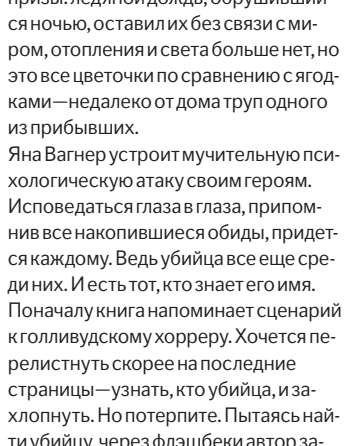 призы: ледяной дождь, обрушивший-
ся ночью, оставил их без связи с ми-
ром, отопления и света больше нет, но
это все цветочки по сравнению с ягод-
ками—недалеко от дома труп одного
из прибывших.
Яна Вагнер устроит мучительную пси-
хологическую атаку своим героям.
Исповедаться глаза в глаза, припом-
нив все накопившиеся обиды, придет-
ся каждому. Ведь убийца все еще сре-
ди них. И есть тот, кто знает его имя.
Поначалу книга напоминает сценарий
к голливудскому хорреру. Хочется пе-
релистнуть скорее на последние
страницы—узнать, кто убийца, и за-
хлопнуть. Но потерпите. Пытаясь най-
ти убийцу, через флэшбеки автор за-